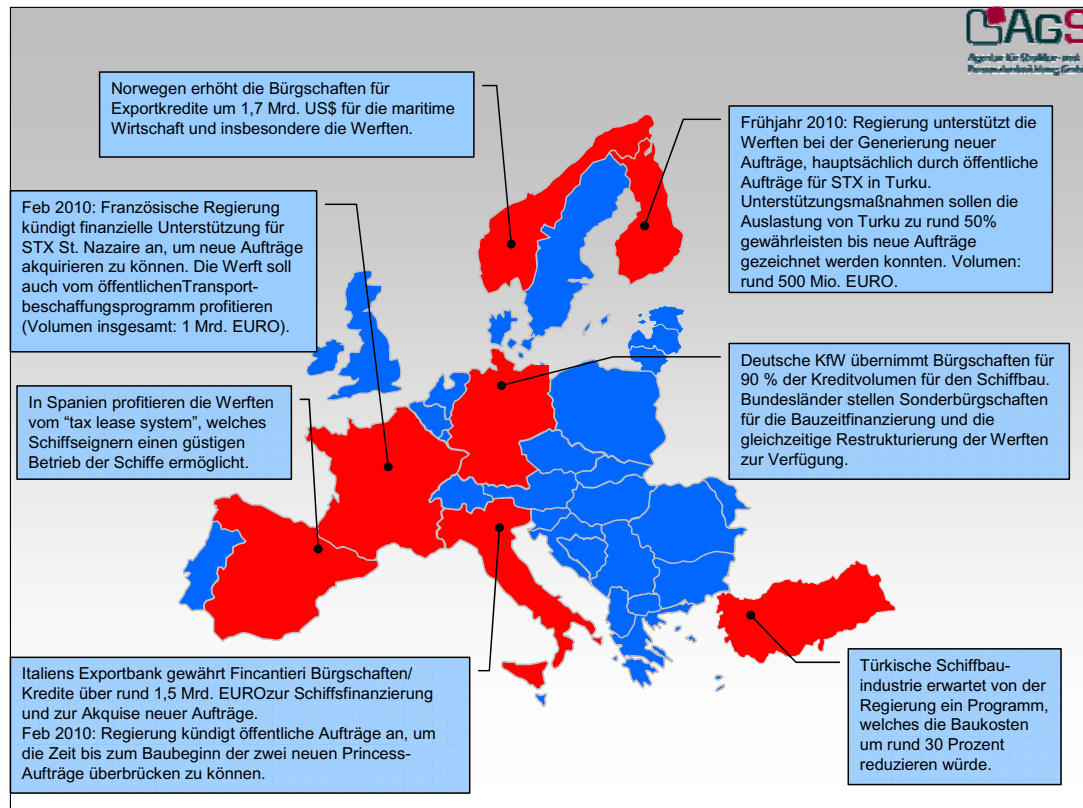 AGS
Agentur für Struktur- und
Personalentwicklung GmbH
Norwegen erhöht die Bürgschaften für
Exportkredite um 1,7 Mrd. US$ für die maritime
Wirtschaft und insbesondere die Werften.
Frühjahr 2010: Regierung unterstützt die
Werften bei der Generierung neuer
Aufträge, hauptsächlich durch öffentliche
Aufträge für STX in Turku.
Unterstützungsmaßnahmen sollen die
Auslastung von Turku zu rund 50%
gewährleisten bis neue Aufträge
gezeichnet werden konnten. Volumen:
rund 500 Mio. EURO.
Feb 2010: Französische Regierung
kündigt finanzielle Unterstützung für
STX St. Nazaire an, um neue Aufträge
akquirieren zu können. Die Werft soll
auch vom öffentlichenTransport-
beschaffungsprogramm profitieren
(Volumen insgesamt: 1 Mrd. EURO).
Deutsche KfW übernimmt Bürgschaften für
90 % der Kreditvolumen für den Schiffbau.
Bundesländer stellen Sonderbürgschaften
für die Bauzeitfinanzierung und die
gleichzeitige Restrukturierung der Werften
zur Verfügung.
In Spanien profitieren die Werften
vom “tax lease system”, welches
Schiffseignern einen güstigen
Betrieb der Schiffe ermöglicht.
Italiens Exportbank gewährt Fincantieri Bürgschaften/
Kredite über rund 1,5 Mrd. EUROzur Schiffsfinanzierung
und zur Akquise neuer Aufträge.
Feb 2010: Regierung kündigt öffentliche Aufträge an, um
die Zeit bis zum Baubeginn der zwei neuen Princess-
Aufträge überbrücken zu können.
Türkische Schiffbau-
industrie erwartet von der
Regierung ein Programm,
welches die Baukosten
um rund 30 Prozent
reduzieren würde.